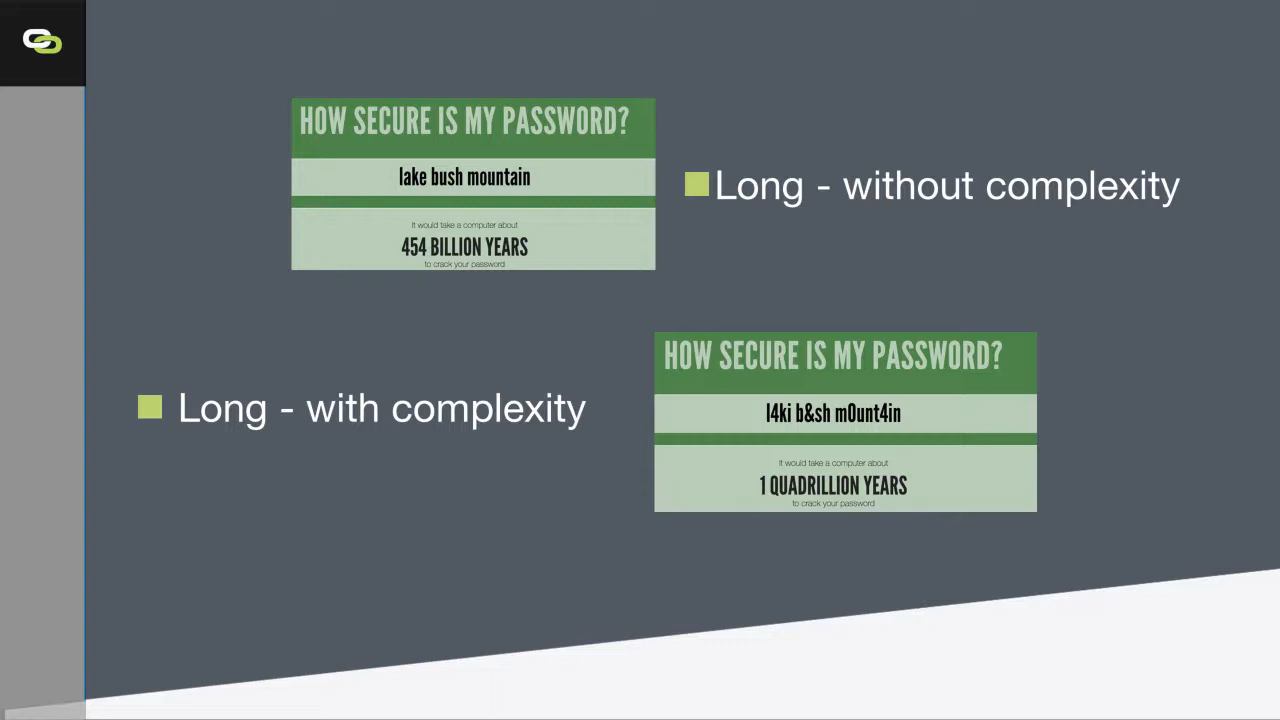 HOW SECURE IS MY PASSWORD?
lake bush mountain
It would take a computer about
454 BILLION YEARS
to crack your password
Long - without complexity
Long - with complexity
HOW SECURE IS MY PASSWORD?
l4ki b&sh m0unt4in
It would take a computer about
1 QUADRILLION YEARS
to crack your password